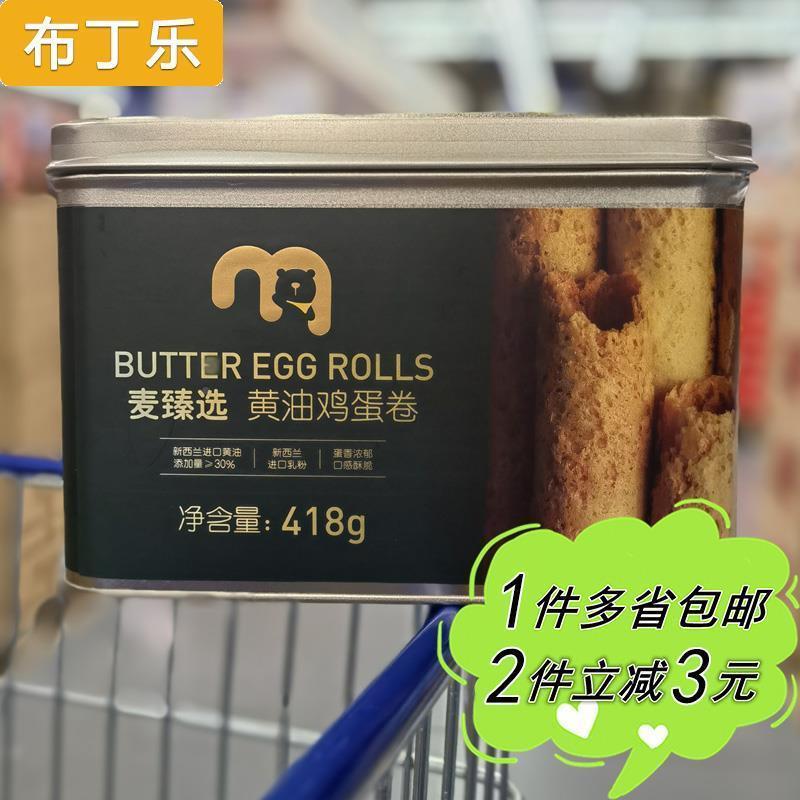 布丁乐
BUTTER EGG ROLLS
麦臻选 黄油鸡蛋卷
新西兰进口黄油
添加量≥30%
新西兰
进口乳粉
蛋香浓郁
口感酥脆
净含量：418g
1件多省包邮
2件立减3元